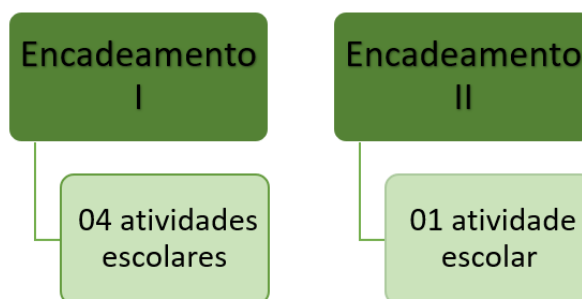 Encadeamento
I
04 atividades
escolares
Encadeamento
II
01 atividade
escolar